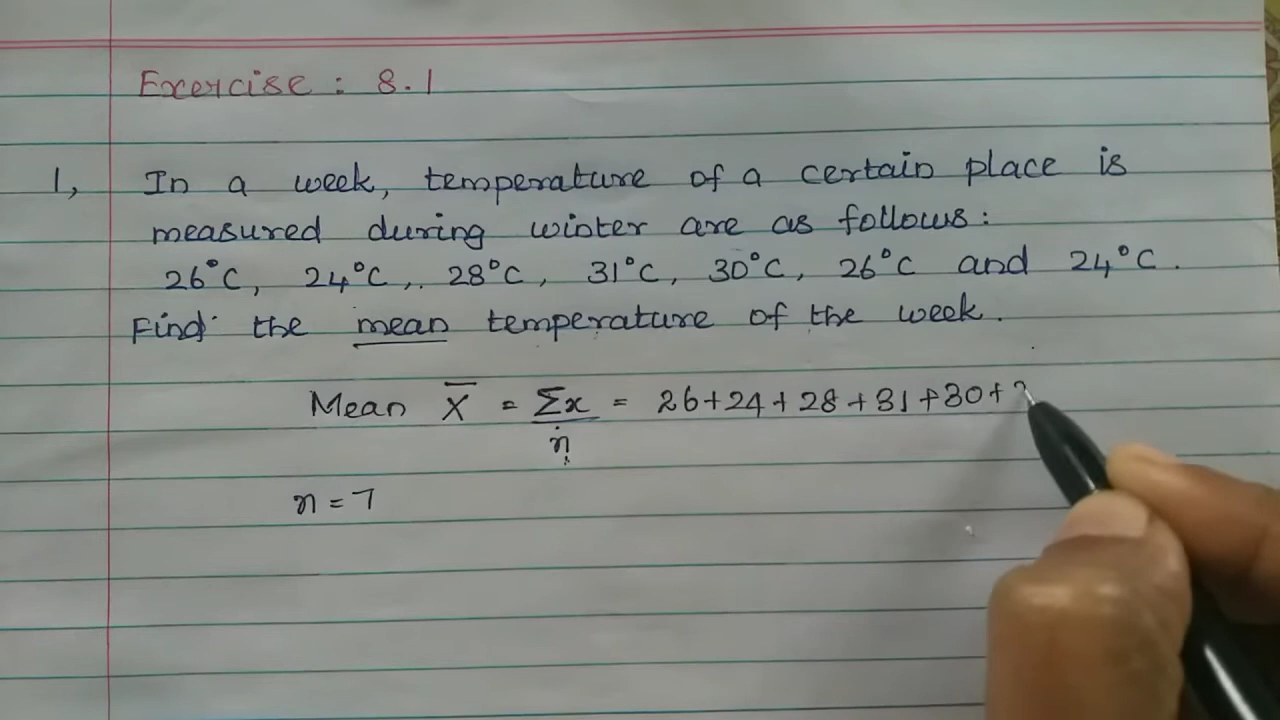 Exercise : 8.1
1, In a week, temperature of a certain place is
measured during winter are as follows:
26°C, 24°C, 28°C, 31°C, 30°C, 26°C and 24°C.
Find the mean temperature of the week.
Mean X̅ = Σx/n = 26+24+28+31+30+
n = 7